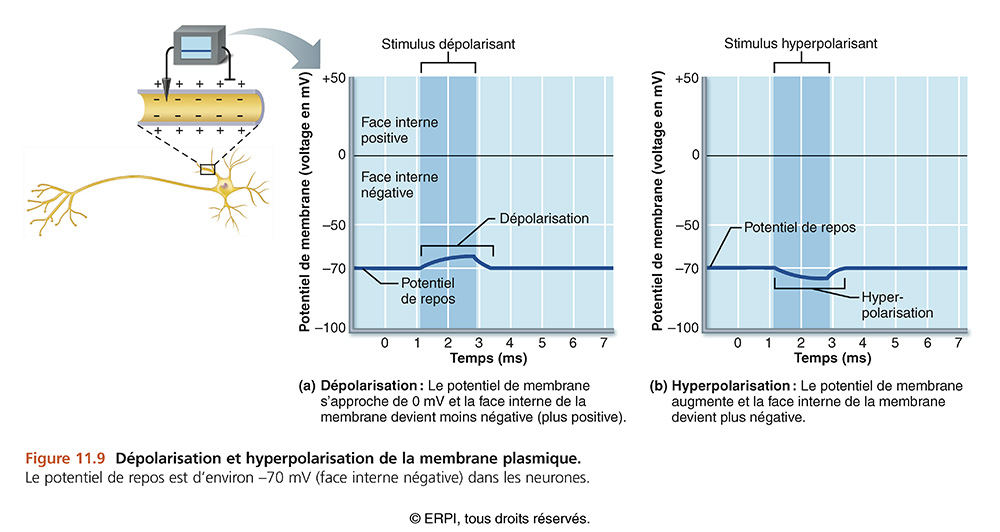 Stimulus dépolarisant
Potentiel de membrane (voltage en mV)
+50
0
–50
–70
–100
Face interne
positive
Face interne
négative
Dépolarisation
Potentiel
de repos
0 1 2 3 4 5 6 7
Temps (ms)
(a) Dépolarisation : Le potentiel de membrane
s'approche de 0 mV et la face interne de la
membrane devient moins négative (plus positive).
Stimulus hyperpolarisant
Potentiel de membrane (voltage en mV)
+50
0
–50
–70
–100
Potentiel de repos
Hyper-
polarisation
0 1 2 3 4 5 6 7
Temps (ms)
(b) Hyperpolarisation : Le potentiel de membrane
augmente et la face interne de la membrane
devient plus négative.
Figure 11.9 Dépolarisation et hyperpolarisation de la membrane plasmique.
Le potentiel de repos est d'environ –70 mV (face interne négative) dans les neurones.
© ERPI, tous droits réservés.